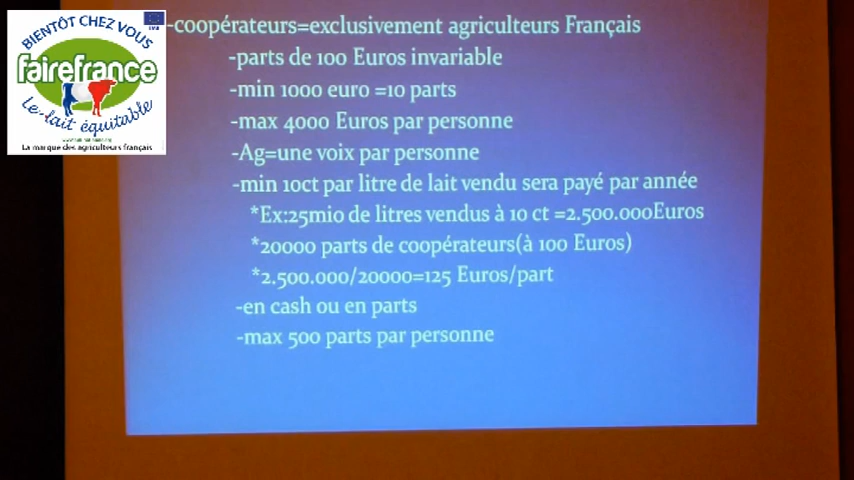 BIENTÔT CHEZ VOUS
fairefrance
Le lait équitable
La marque des agriculteurs français
-coopérateurs=exclusivement agriculteurs Français
-parts de 100 Euros invariable
-min 1000 euro =10 parts
-max 4000 Euros par personne
-Ag=une voix par personne
-min 10ct par litre de lait vendu sera payé par année
*Ex:25mio de litres vendus à 10 ct =2.500.000Euros
*20000 parts de coopérateurs(à 100 Euros)
*2.500.000/20000=125 Euros/part
-en cash ou en parts
-max 500 parts par personne